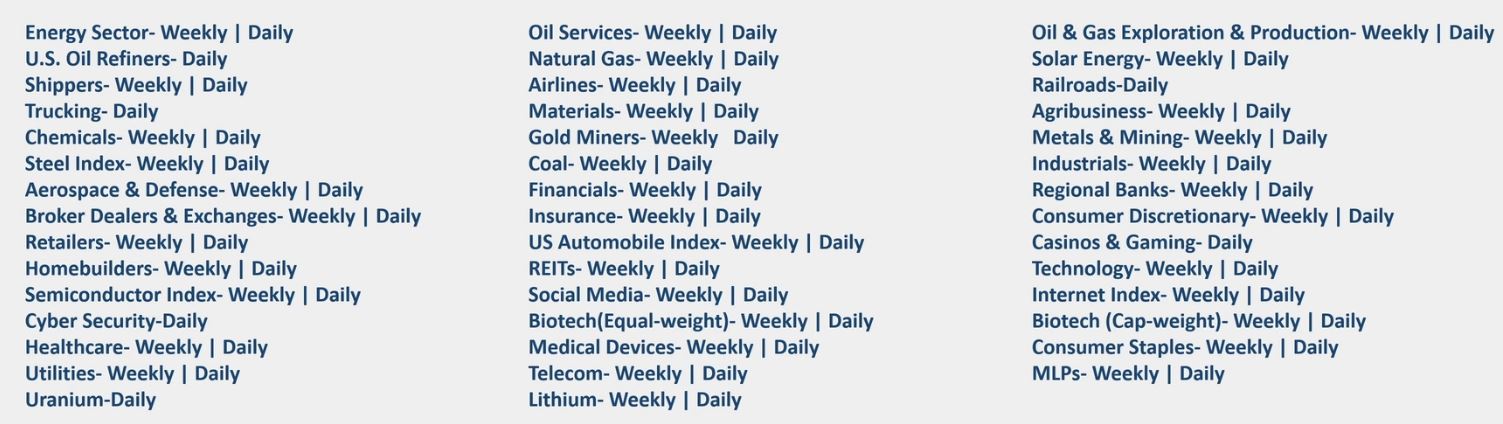 Energy Sector- Weekly | Daily
U.S. Oil Refiners- Daily
Shippers- Weekly | Daily
Trucking- Daily
Chemicals- Weekly | Daily
Steel Index- Weekly | Daily
Aerospace & Defense- Weekly | Daily
Broker Dealers & Exchanges- Weekly | Daily
Retailers- Weekly | Daily
Homebuilders- Weekly | Daily
Semiconductor Index- Weekly | Daily
Cyber Security-Daily
Healthcare- Weekly | Daily
Utilities- Weekly | Daily
Uranium-Daily
Oil Services- Weekly | Daily
Natural Gas- Weekly | Daily
Airlines- Weekly | Daily
Materials- Weekly | Daily
Gold Miners- Weekly   Daily
Coal- Weekly | Daily
Financials- Weekly | Daily
Insurance- Weekly | Daily
US Automobile Index- Weekly | Daily
REITs- Weekly | Daily
Social Media- Weekly | Daily
Biotech(Equal-weight)- Weekly | Daily
Medical Devices- Weekly | Daily
Telecom- Weekly | Daily
Lithium- Weekly | Daily
Oil & Gas Exploration & Production- Weekly | Daily
Solar Energy- Weekly | Daily
Railroads-Daily
Agribusiness- Weekly | Daily
Metals & Mining- Weekly | Daily
Industrials- Weekly | Daily
Regional Banks- Weekly | Daily
Consumer Discretionary- Weekly | Daily
Casinos & Gaming- Daily
Technology- Weekly | Daily
Internet Index- Weekly | Daily
Biotech (Cap-weight)- Weekly | Daily
Consumer Staples- Weekly | Daily
MLPs- Weekly | Daily